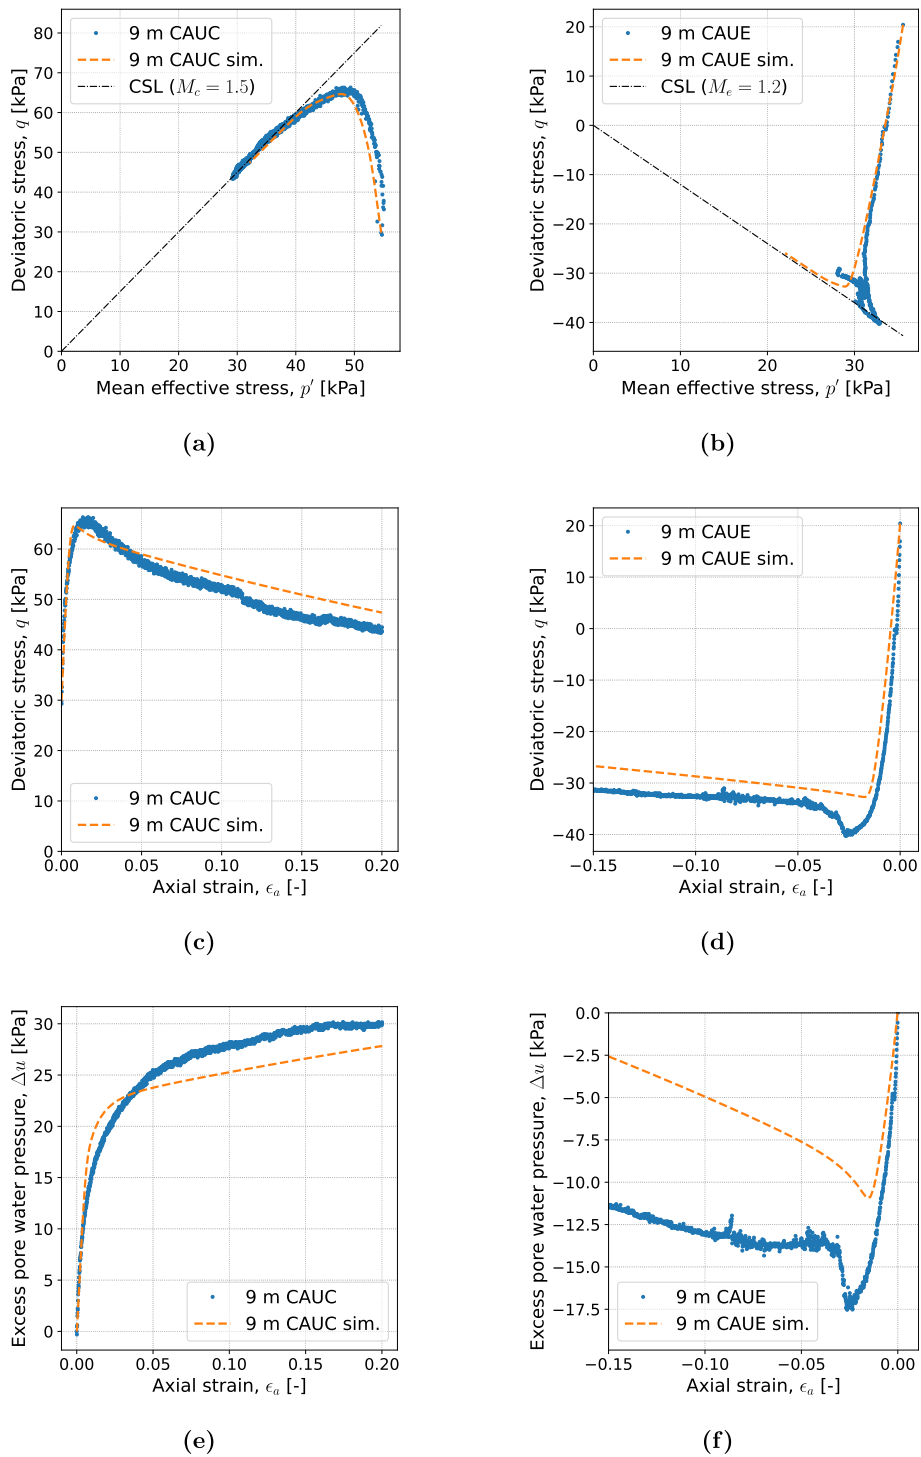 9 m CAUC
9 m CAUC sim.
CSL (M_c = 1.5)
80
70
60
50
40
30
20
10
0
0 10 20 30 40 50
Deviatoric stress, q [kPa]
Mean effective stress, p′ [kPa]
(a)
9 m CAUE
9 m CAUE sim.
CSL (M_e = 1.2)
20
10
0
−10
−20
−30
−40
0 10 20 30
Deviatoric stress, q [kPa]
Mean effective stress, p′ [kPa]
(b)
60
50
40
30
20
10
0
9 m CAUC
9 m CAUC sim.
0.00 0.05 0.10 0.15 0.20
Deviatoric stress, q [kPa]
Axial strain, ϵ_a [-]
(c)
9 m CAUE
9 m CAUE sim.
20
10
0
−10
−20
−30
−40
−0.15 −0.10 −0.05 0.00
Deviatoric stress, q [kPa]
Axial strain, ϵ_a [-]
(d)
30
25
20
15
10
5
0
9 m CAUC
9 m CAUC sim.
0.00 0.05 0.10 0.15 0.20
Excess pore water pressure, Δu [kPa]
Axial strain, ϵ_a [-]
(e)
0.0
−2.5
−5.0
−7.5
−10.0
−12.5
−15.0
−17.5
9 m CAUE
9 m CAUE sim.
−0.15 −0.10 −0.05 0.00
Excess pore water pressure, Δu [kPa]
Axial strain, ϵ_a [-]
(f)